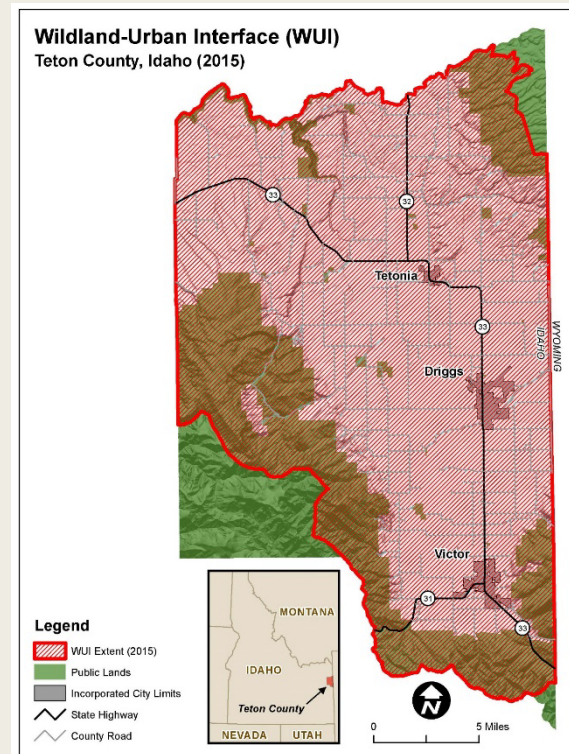 Wildland-Urban Interface (WUI)
Teton County, Idaho (2015)
33
32
Tetonia
33
WYOMING
IDAHO
Driggs
Victor
31
33
MONTANA
IDAHO
Teton County
NEVADA
UTAH
Legend
WUI Extent (2015)
Public Lands
Incorporated City Limits
State Highway
County Road
N
0 5 Miles